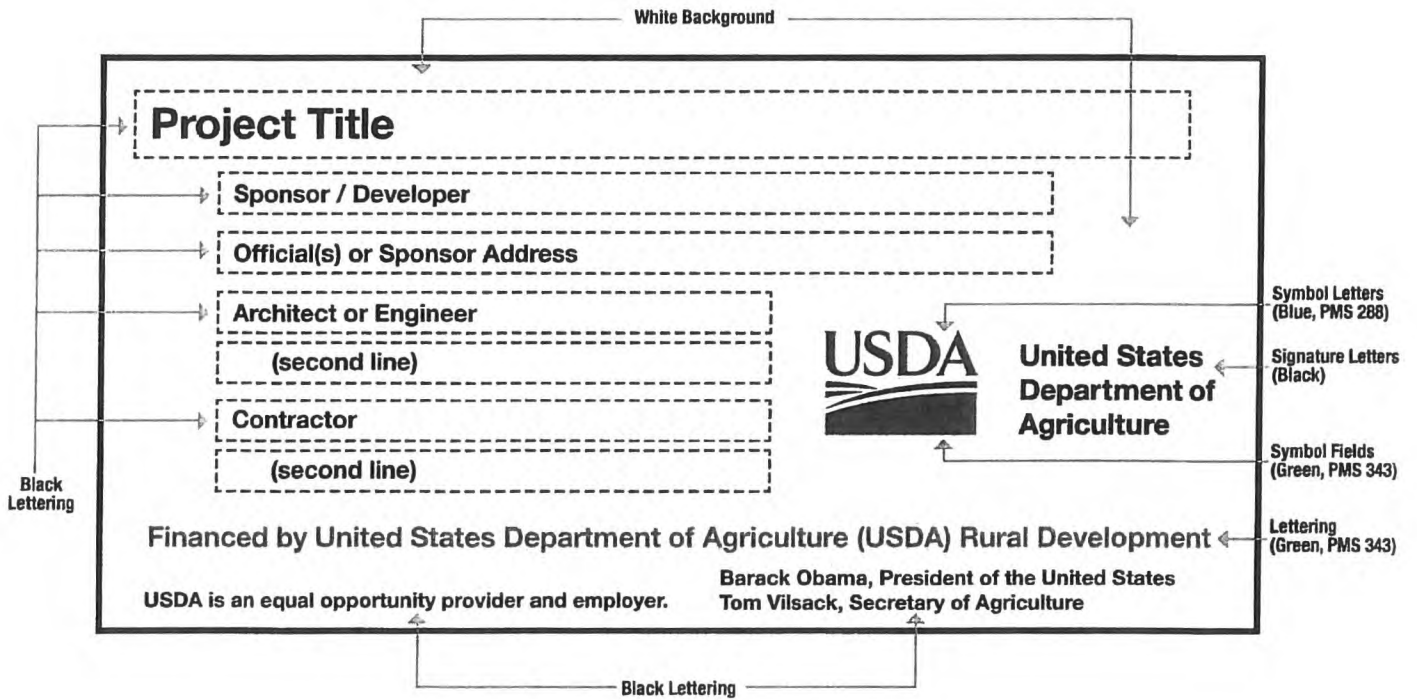 White Background
Project Title
Sponsor / Developer
Official(s) or Sponsor Address
Architect or Engineer
(second line)
Contractor
(second line)
USDA
United States
Department of
Agriculture
Symbol Letters
(Blue, PMS 288)
Signature Letters
(Black)
Symbol Fields
(Green, PMS 343)
Black
Lettering
Financed by United States Department of Agriculture (USDA) Rural Development
Lettering
(Green, PMS 343)
USDA is an equal opportunity provider and employer.
Barack Obama, President of the United States
Tom Vilsack, Secretary of Agriculture
Black Lettering